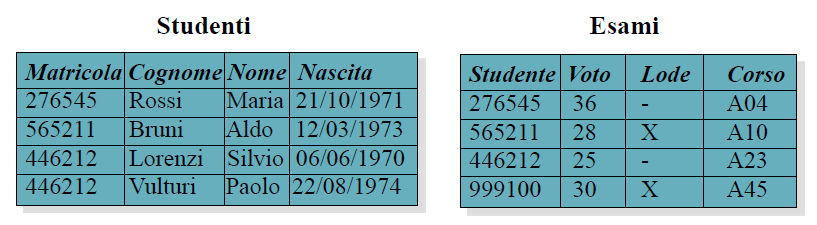 Studenti
Matricola Cognome Nome Nascita
276545 Rossi Maria 21/10/1971
565211 Bruni Aldo 12/03/1973
446212 Lorenzi Silvio 06/06/1970
446212 Vulturi Paolo 22/08/1974
Esami
Studente Voto Lode Corso
276545 36 - A04
565211 28 X A10
446212 25 - A23
999100 30 X A45